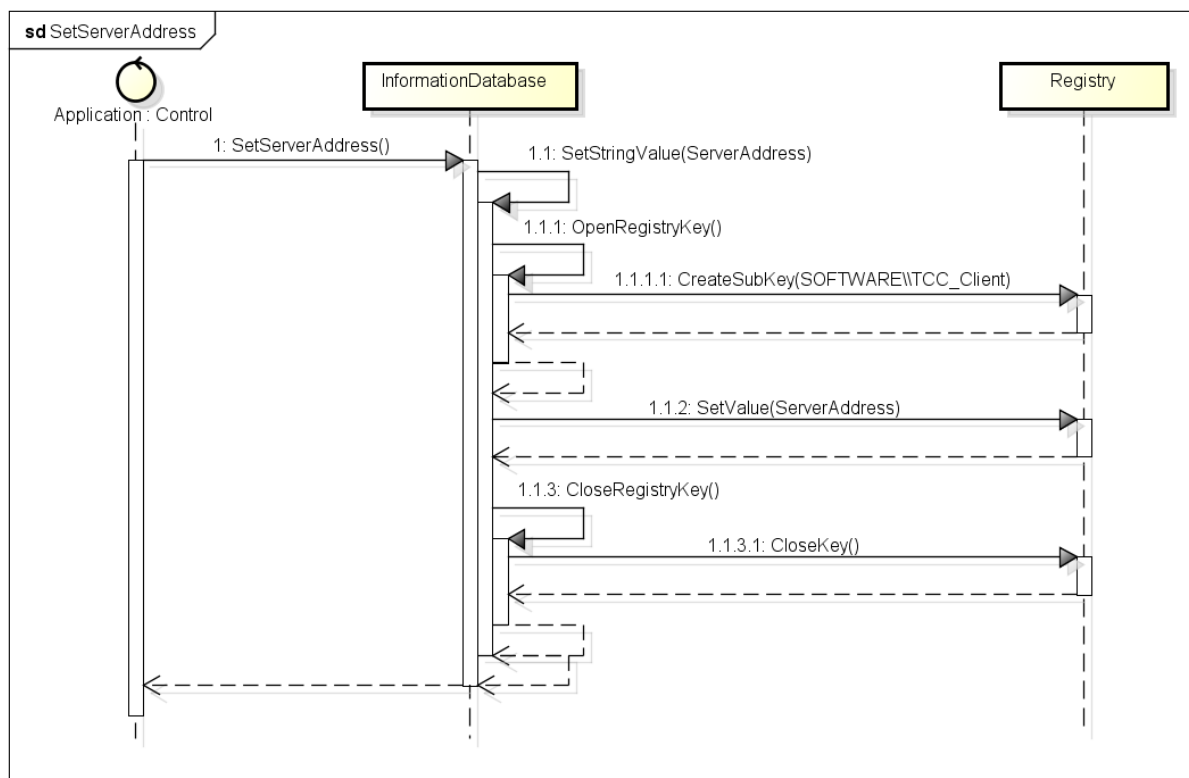 sd SetServerAddress
InformationDatabase
Registry
Application : Control
1: SetServerAddress()
1.1: SetStringValue(ServerAddress)
1.1.1: OpenRegistryKey()
1.1.1.1: CreateSubKey(SOFTWARE\\TCC_Client)
1.1.2: SetValue(ServerAddress)
1.1.3: CloseRegistryKey()
1.1.3.1: CloseKey()